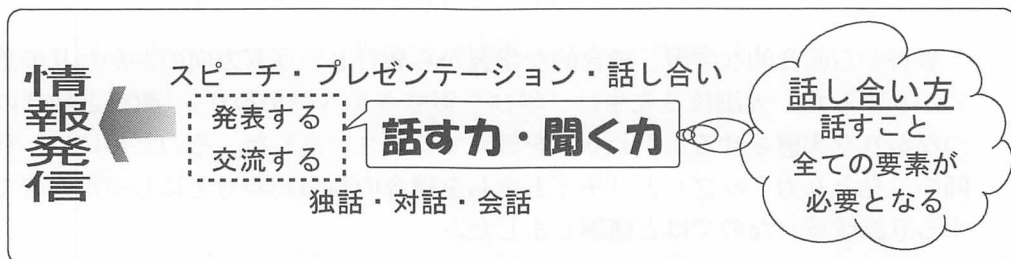 情報発信
スピーチ・プレゼンテーション・話し合い
発表する
交流する
話す力・聞く力
独話・対話・会話
話し合い方
話すこと
全ての要素が
必要となる